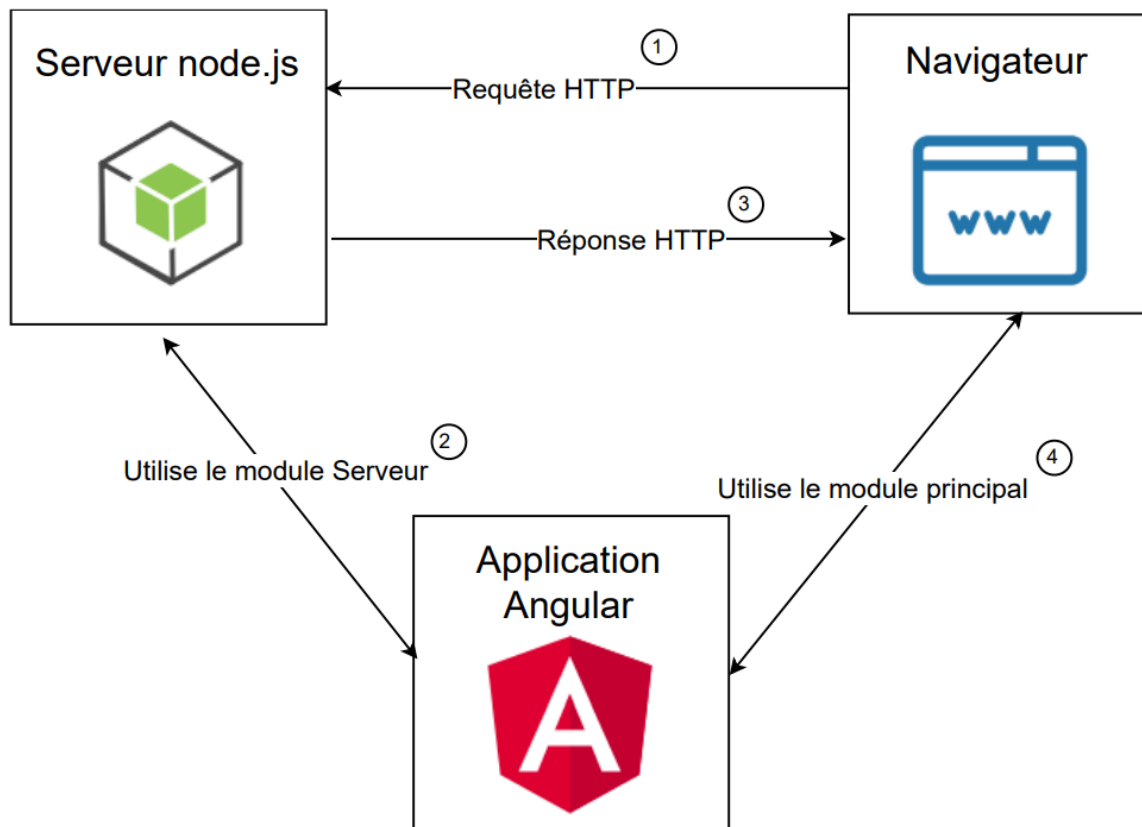 Serveur node.js
1
Requête HTTP
Navigateur
www
3
Réponse HTTP
2
Utilise le module Serveur
4
Utilise le module principal
Application
Angular
A